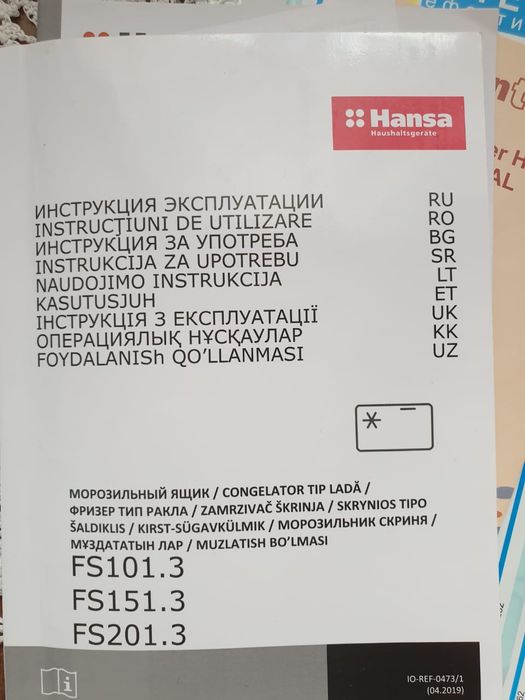 Hansa
Haushaltsgeräte
ИНСТРУКЦИЯ ЭКСПЛУАТАЦИИ RU
INSTRUCŢIUNI DE UTILIZARE RO
ИНСТРУКЦИЯ ЗА УПОТРЕБА BG
INSTRUKCIJA ZA UPOTREBU SR
NAUDOJIMO INSTRUKCIJA LT
KASUTUSJUH ET
ІНСТРУКЦІЯ З ЕКСПЛУАТАЦІЇ UK
ОПЕРАЦИЯЛЫҚ НҰСҚАУЛАР KK
FOYDALANISh QO'LLANMASI UZ
МОРОЗИЛЬНЫЙ ЯЩИК / CONGELATOR TIP LADĂ /
ФРИЗЕР ТИП РАКЛА / ZAMRZIVAČ ŠKRINJA / SKRYNIOS TIPO
ŠALDIKLIS / KIRST-SÜGAVKÜLMIK / МОРОЗИЛЬНИК СКРИНЯ /
МҰЗДАТАТЫН ЛАР / MUZLATISH BO'LMASI
FS101.3
FS151.3
FS201.3
IO-REF-0473/1
(04.2019)